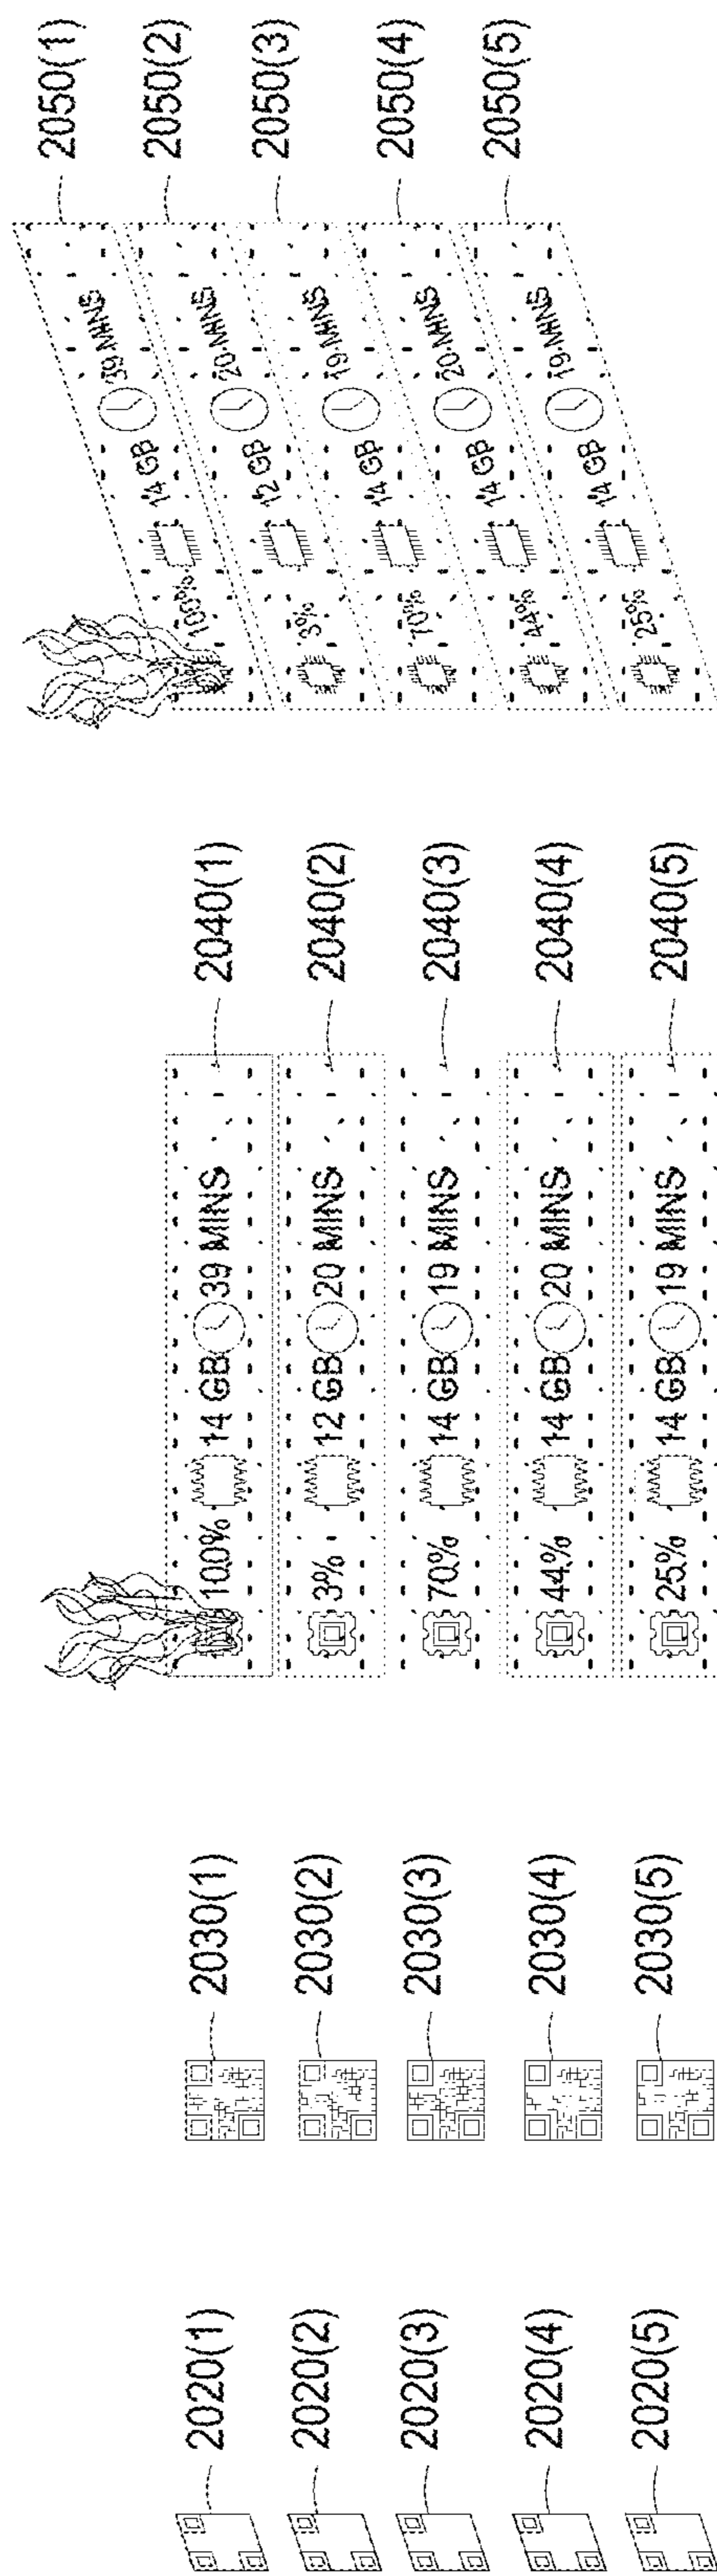 2020(1)
2020(2)
2020(3)
2020(4)
2020(5)
2030(1)
2030(2)
2030(3)
2030(4)
2030(5)
100% 14 GB 39 MINS 2040(1)
3% 12 GB 20 MINS 2040(2)
70% 14 GB 19 MINS 2040(3)
44% 14 GB 20 MINS 2040(4)
25% 14 GB 19 MINS 2040(5)
100% 14 GB 39 MINS 2050(1)
3% 12 GB 20 MINS 2050(2)
70% 14 GB 19 MINS 2050(3)
44% 14 GB 20 MINS 2050(4)
25% 14 GB 19 MINS 2050(5)